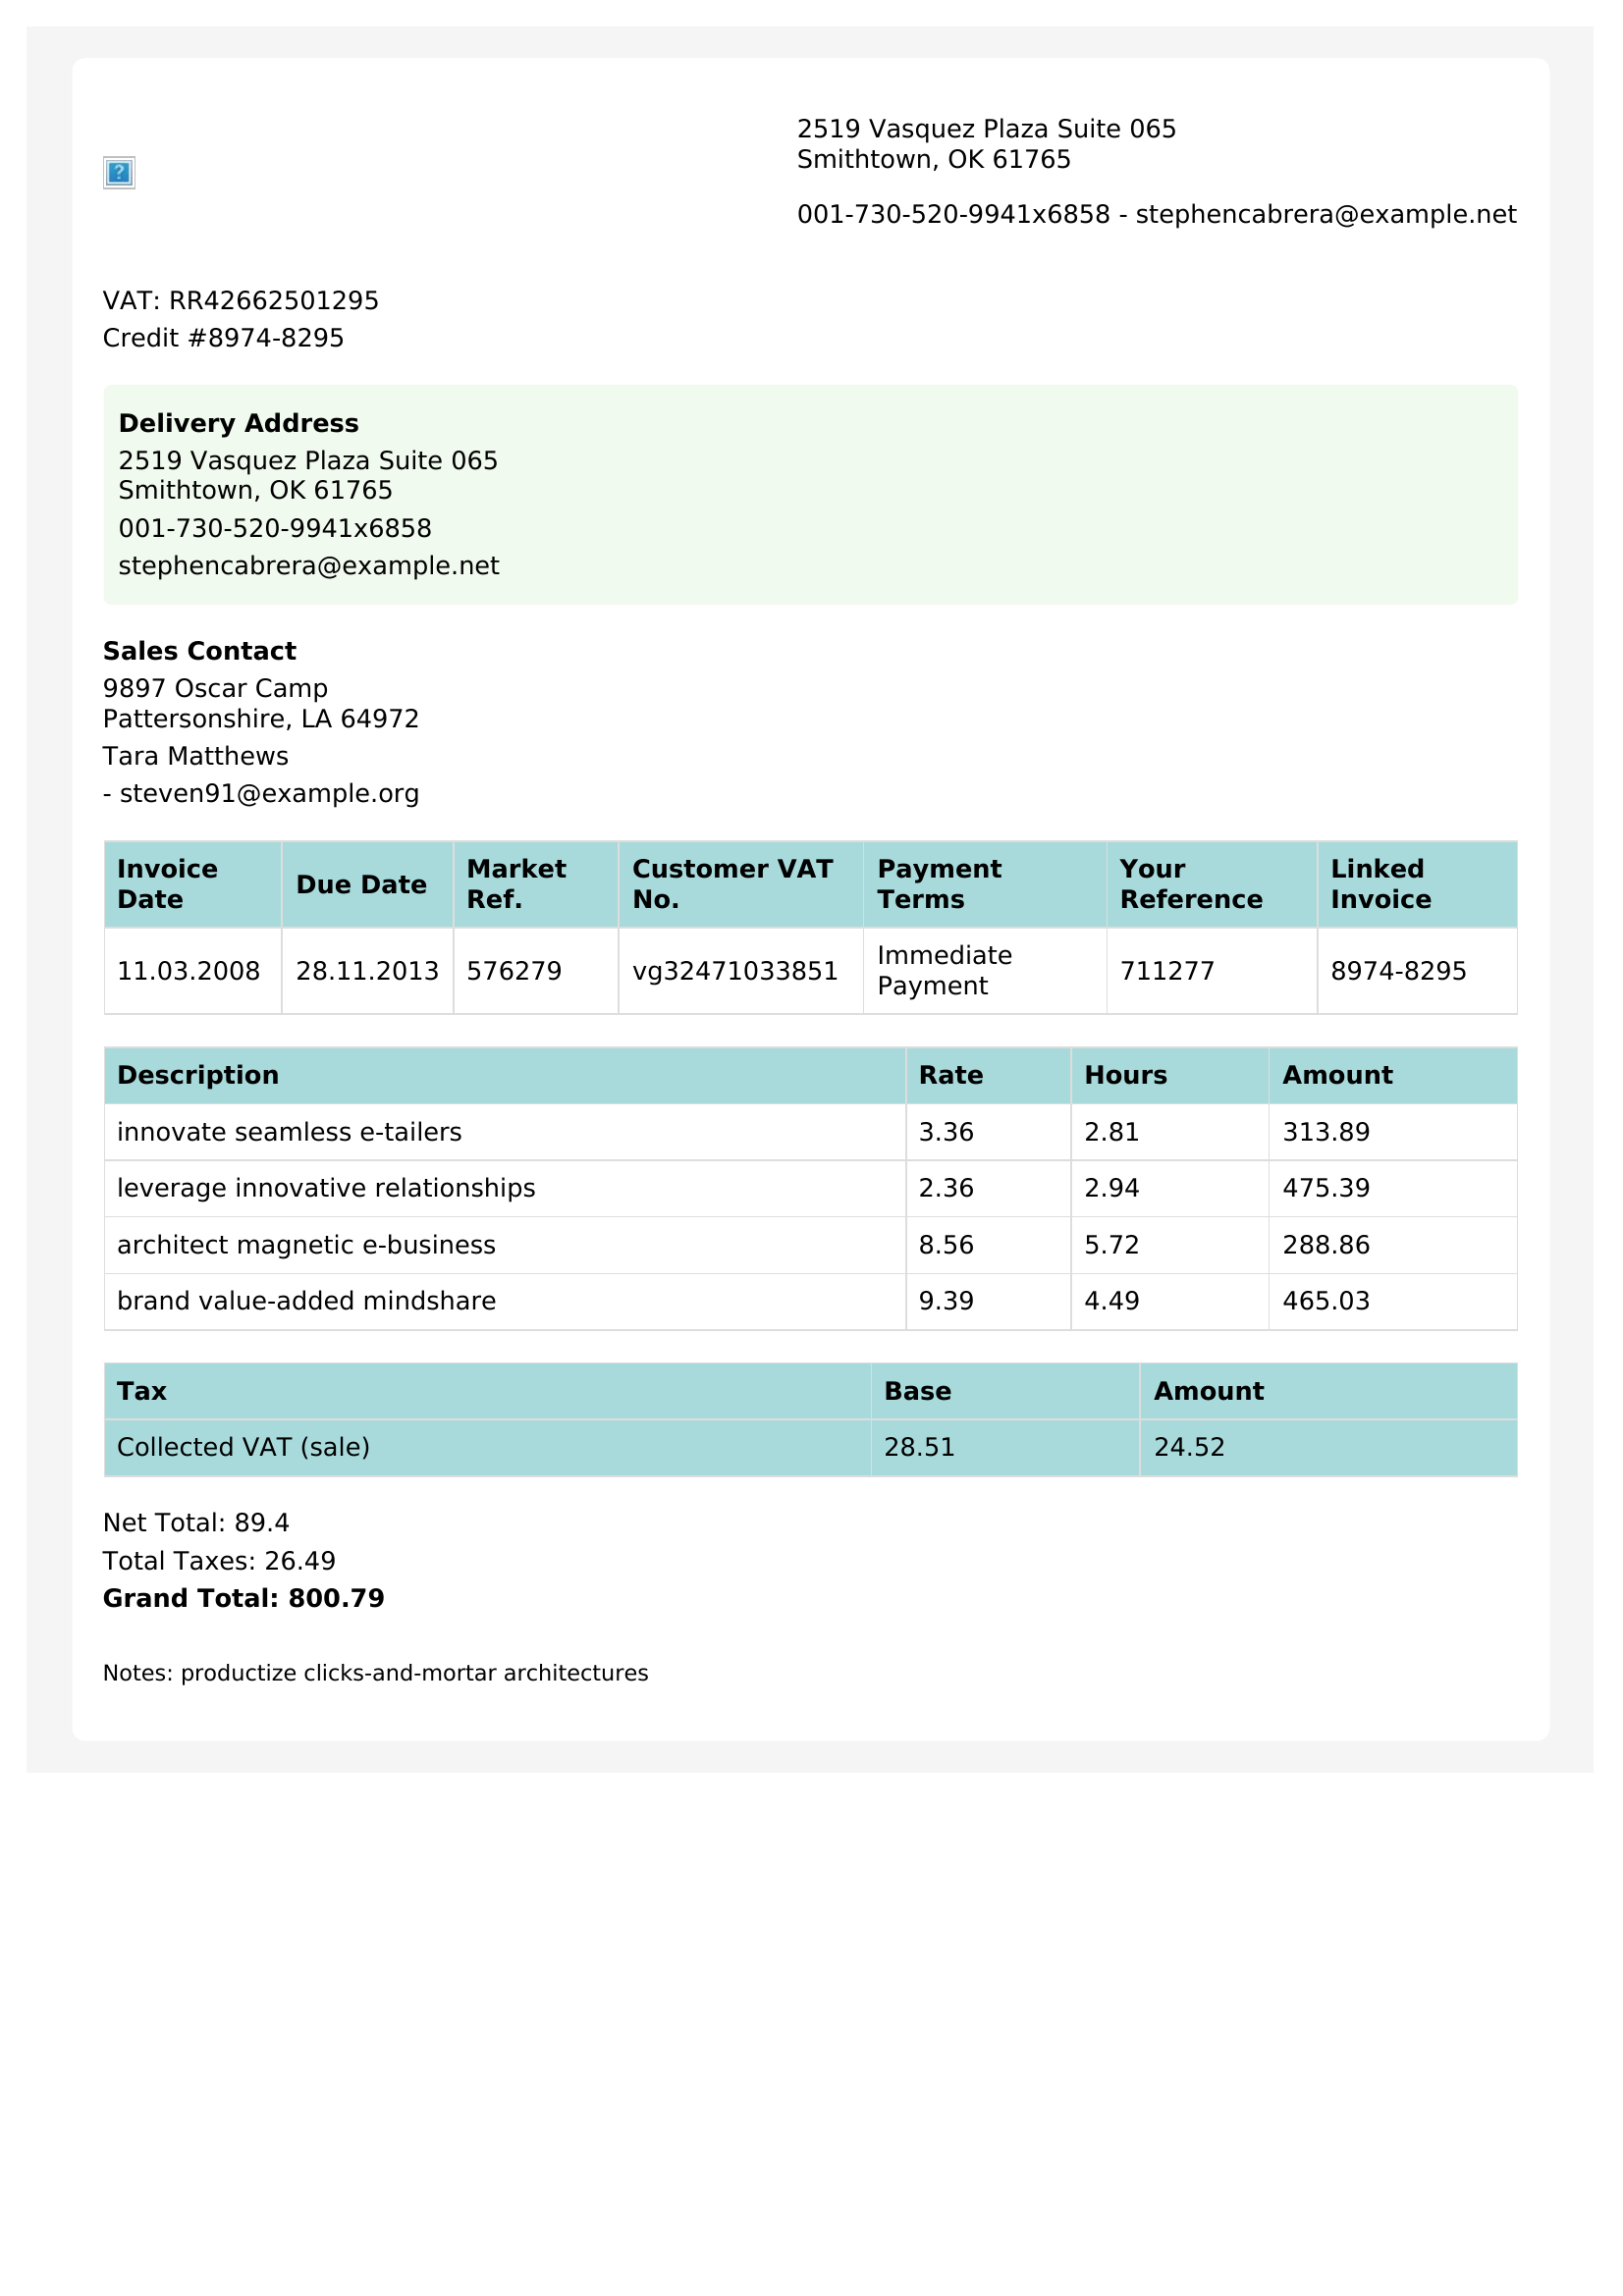 2519 Vasquez Plaza Suite 065
Smithtown, OK 61765
001-730-520-9941x6858 - stephencabrera@example.net
VAT: RR42662501295
Credit #8974-8295
Delivery Address
2519 Vasquez Plaza Suite 065
Smithtown, OK 61765
001-730-520-9941x6858
stephencabrera@example.net
Sales Contact
9897 Oscar Camp
Pattersonshire, LA 64972
Tara Matthews
- steven91@example.org
Invoice Date Due Date Market Ref. Customer VAT No. Payment Terms Your Reference Linked Invoice
11.03.2008 28.11.2013 576279 vg32471033851 Immediate Payment 711277 8974-8295
Description Rate Hours Amount
innovate seamless e-tailers 3.36 2.81 313.89
leverage innovative relationships 2.36 2.94 475.39
architect magnetic e-business 8.56 5.72 288.86
brand value-added mindshare 9.39 4.49 465.03
Tax Base Amount
Collected VAT (sale) 28.51 24.52
Net Total: 89.4
Total Taxes: 26.49
Grand Total: 800.79
Notes: productize clicks-and-mortar architectures